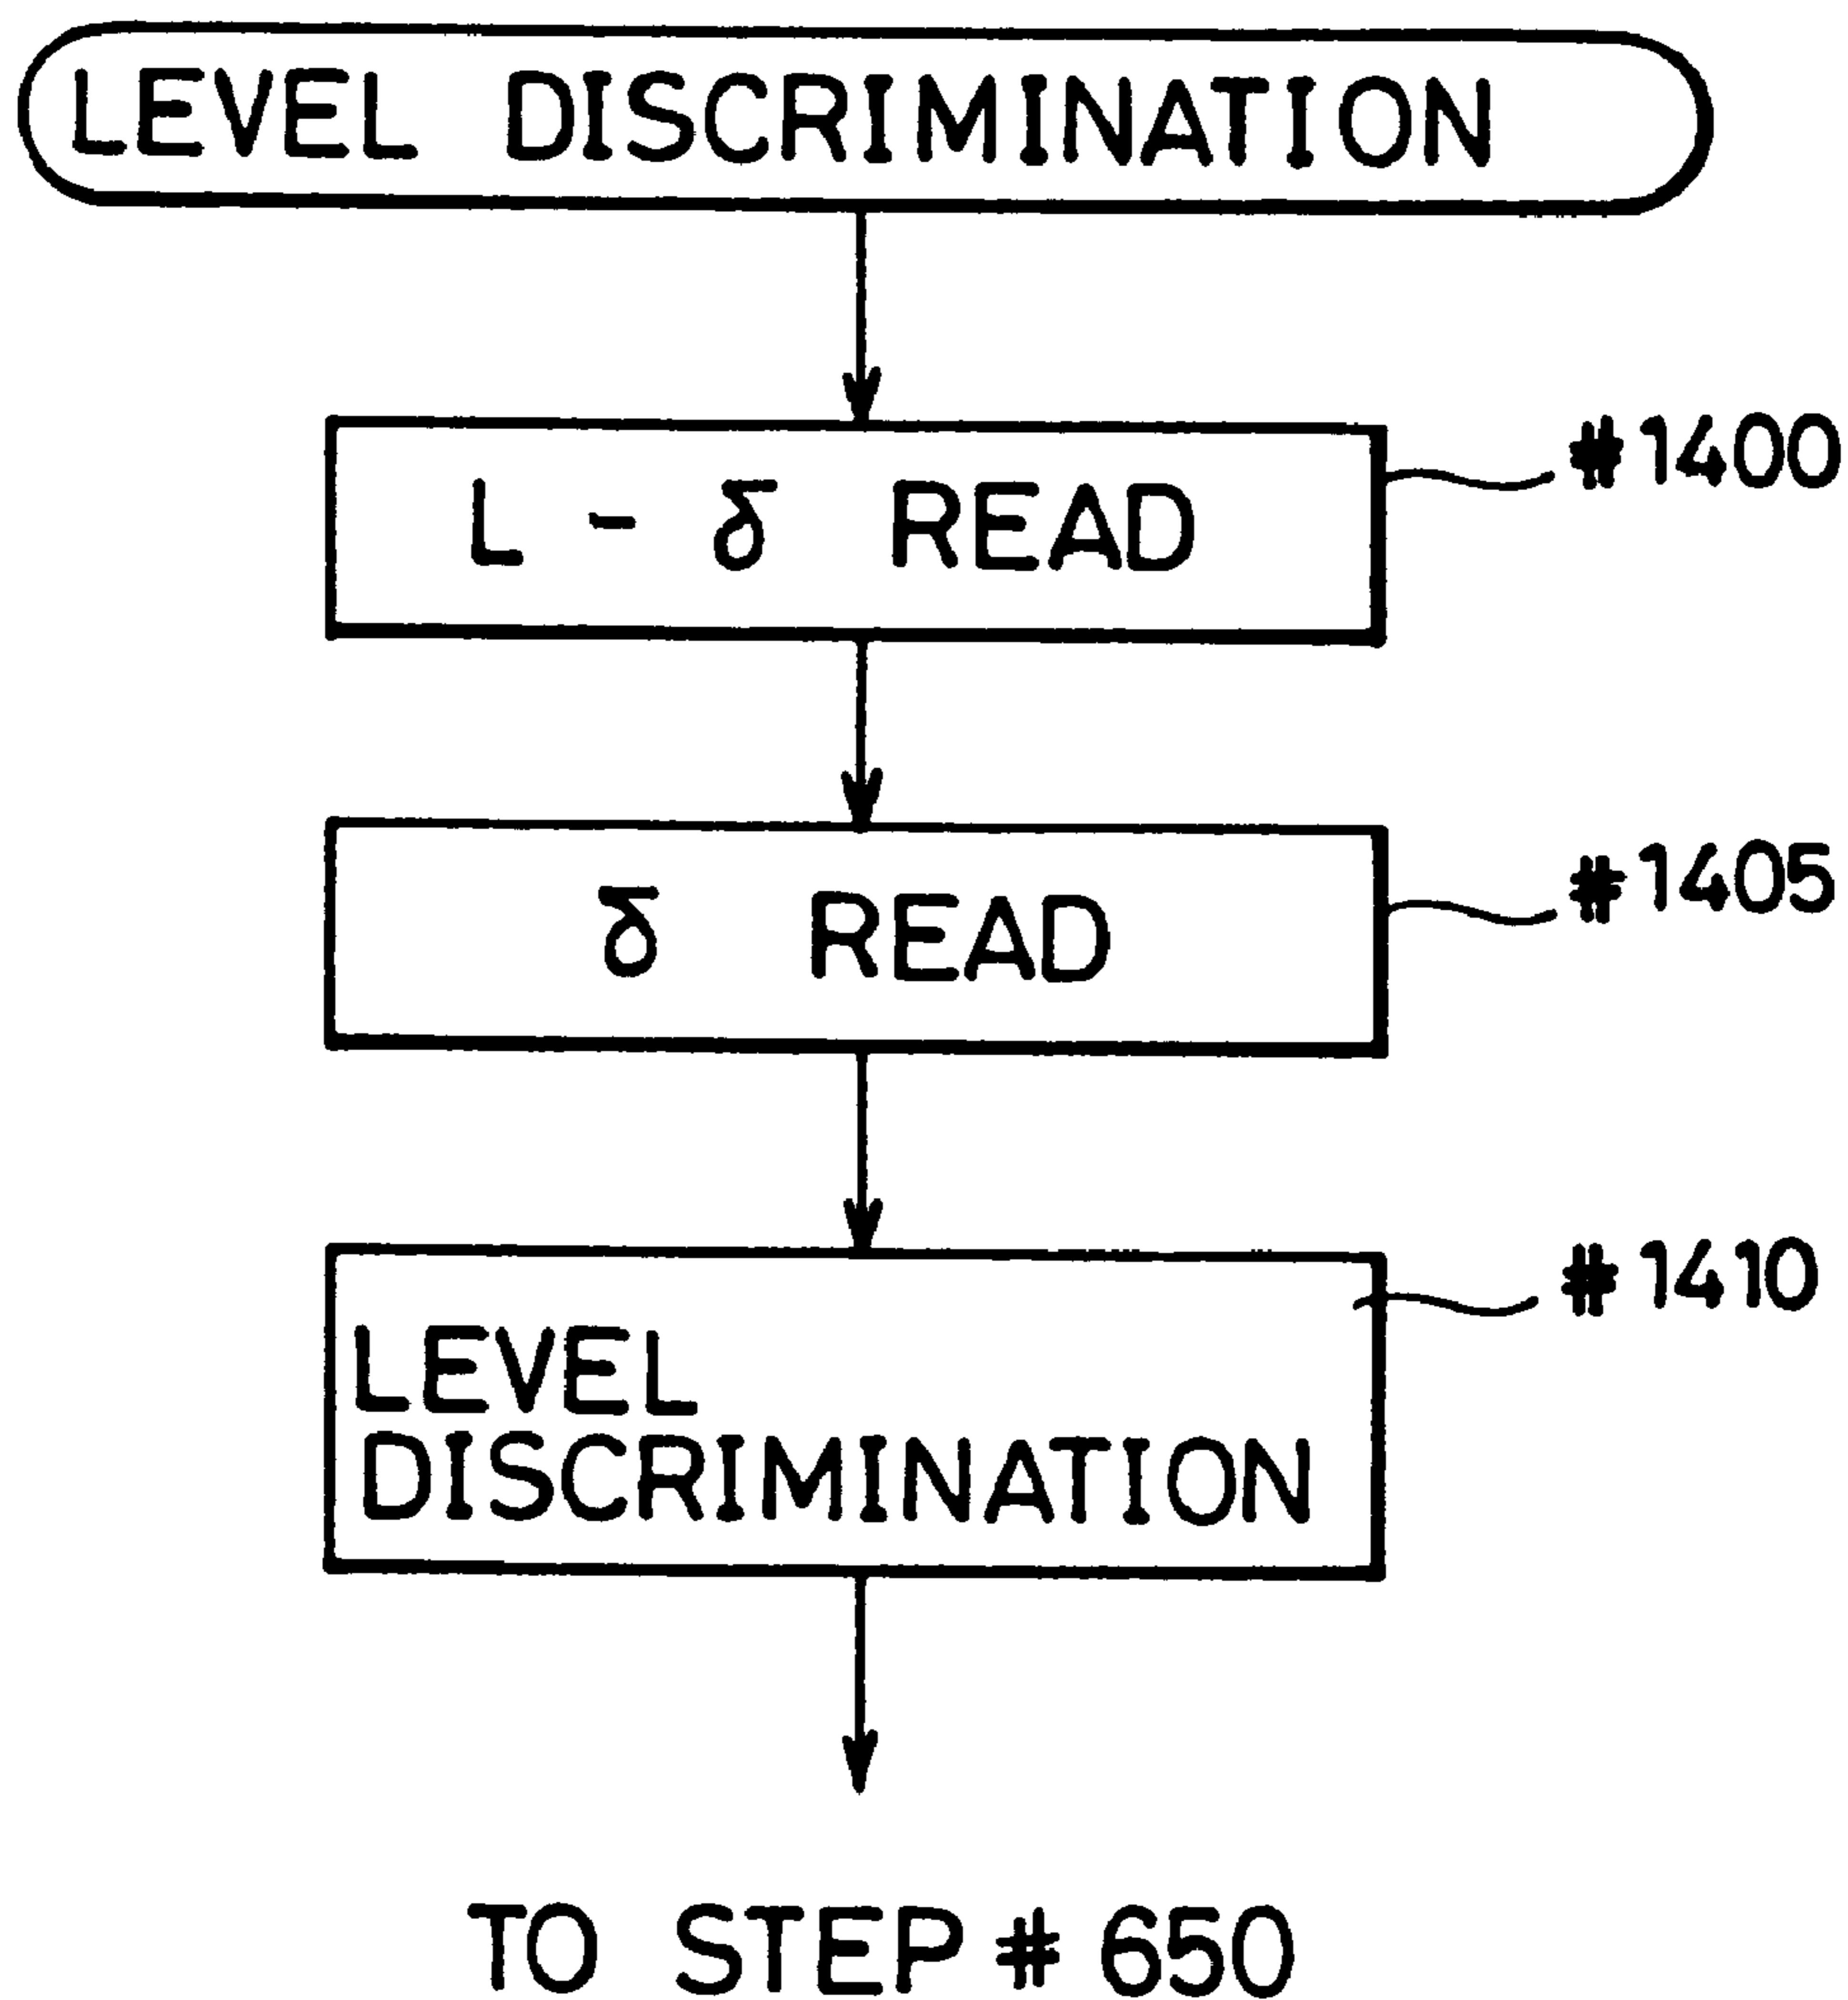 LEVEL DISCRIMINATION
L - δ READ
#1400
δ READ
#1405
#1410
LEVEL
DISCRIMINATION
TO STEP # 650